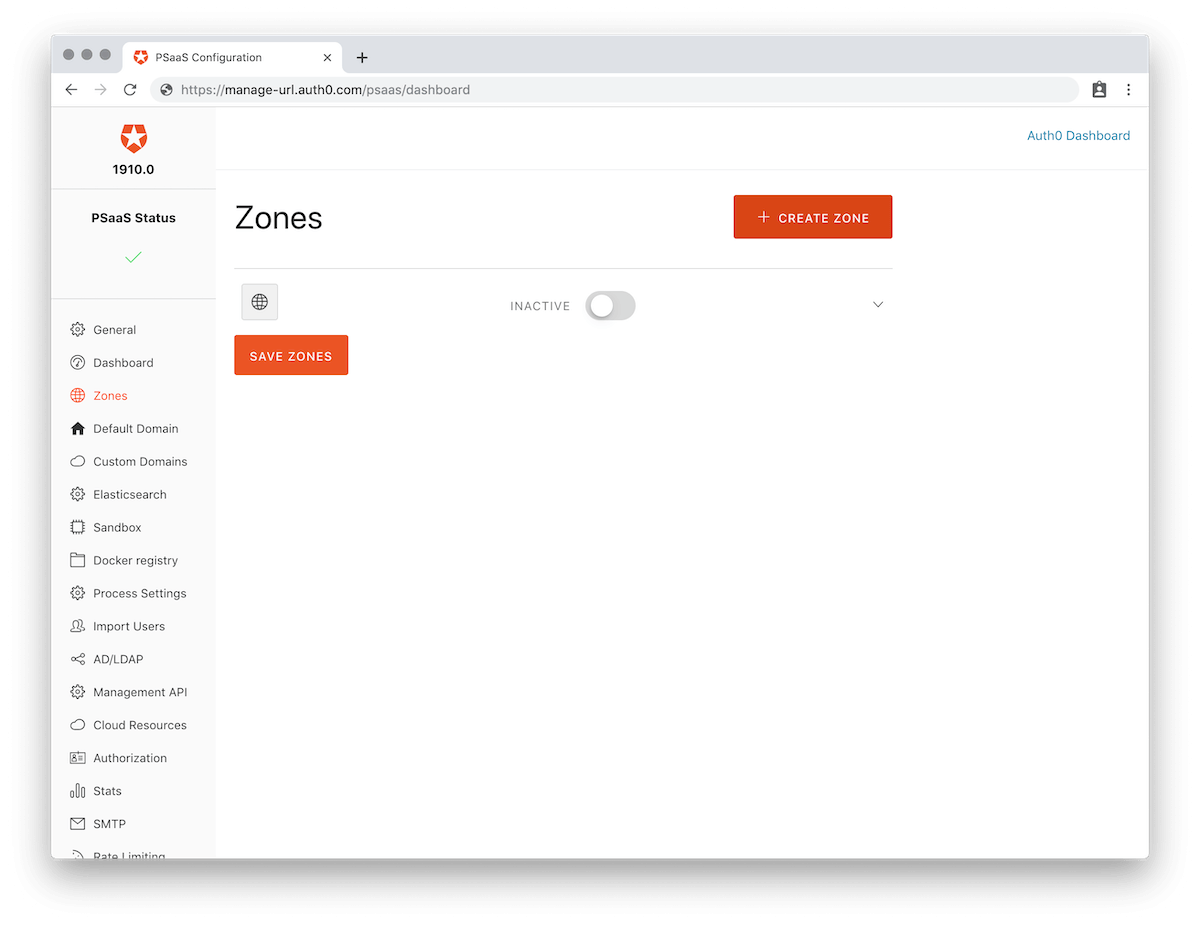 PSaaS Configuration
https://manage-url.auth0.com/psaas/dashboard
1910.0
Auth0 Dashboard
PSaaS Status
Zones
CREATE ZONE
INACTIVE
SAVE ZONES
General
Dashboard
Zones
Default Domain
Custom Domains
Elasticsearch
Sandbox
Docker registry
Process Settings
Import Users
AD/LDAP
Management API
Cloud Resources
Authorization
Stats
SMTP
Rate Limiting